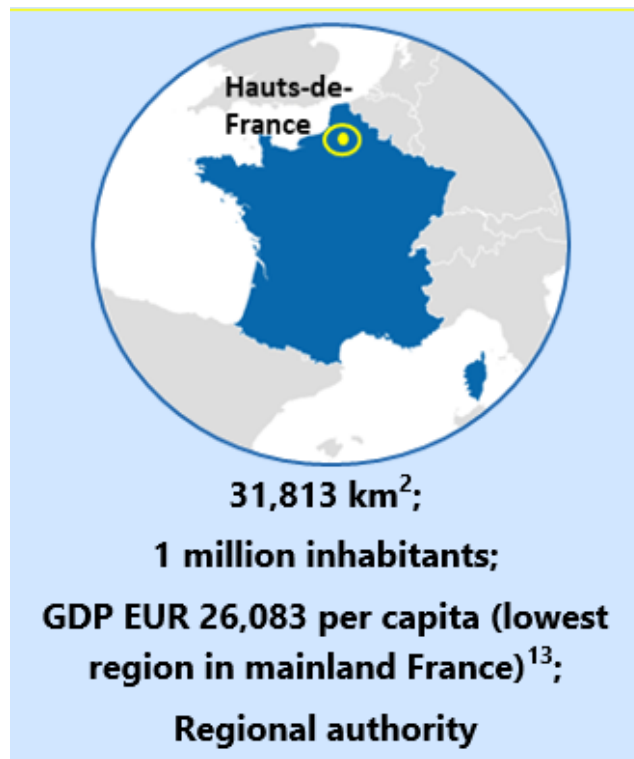 Hauts-de-
France
31,813 km²;
1 million inhabitants;
GDP EUR 26,083 per capita (lowest
region in mainland France)¹³;
Regional authority